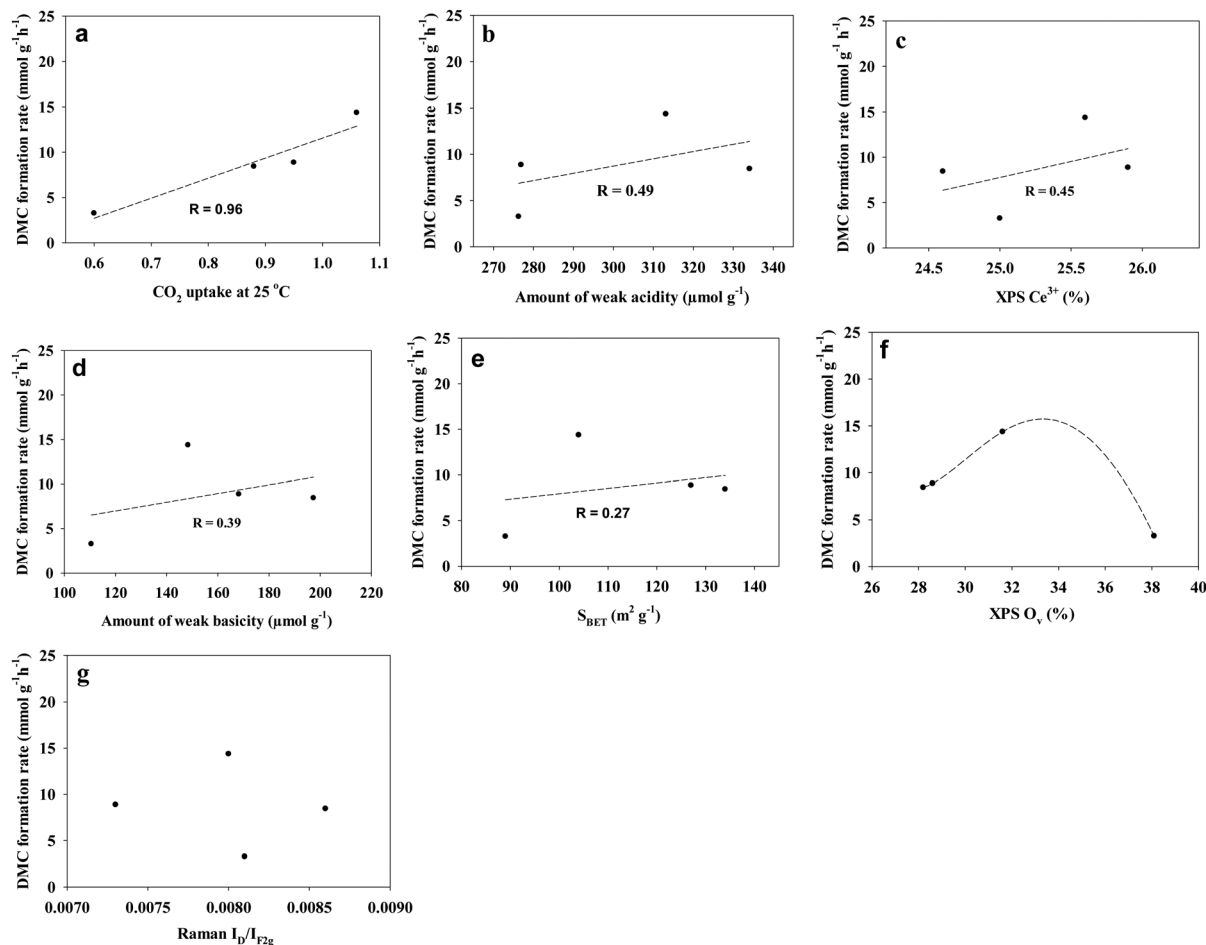 a
DMC formation rate (mmol g⁻¹h⁻¹)
25
20
15
10
5
0
R = 0.96
0.6 0.7 0.8 0.9 1.0 1.1
CO₂ uptake at 25 °C
b
DMC formation rate (mmol g⁻¹h⁻¹)
25
20
15
10
5
0
R = 0.49
270 280 290 300 310 320 330 340
Amount of weak acidity (µmol g⁻¹)
c
DMC formation rate (mmol g⁻¹ h⁻¹)
25
20
15
10
5
0
R = 0.45
24.5 25.0 25.5 26.0
XPS Ce³⁺ (%)
d
DMC formation rate (mmol g⁻¹h⁻¹)
25
20
15
10
5
0
R = 0.39
100 120 140 160 180 200 220
Amount of weak basicity (µmol g⁻¹)
e
DMC formation rate (mmol g⁻¹h⁻¹)
25
20
15
10
5
0
R = 0.27
80 90 100 110 120 130 140
S_BET (m² g⁻¹)
f
DMC formation rate (mmol g⁻¹h⁻¹)
25
20
15
10
5
0
26 28 30 32 34 36 38 40
XPS Oᵥ (%)
g
DMC formation rate (mmol g⁻¹h⁻¹)
25
20
15
10
5
0
0.0070 0.0075 0.0080 0.0085 0.0090
Raman I_D/I_F2g